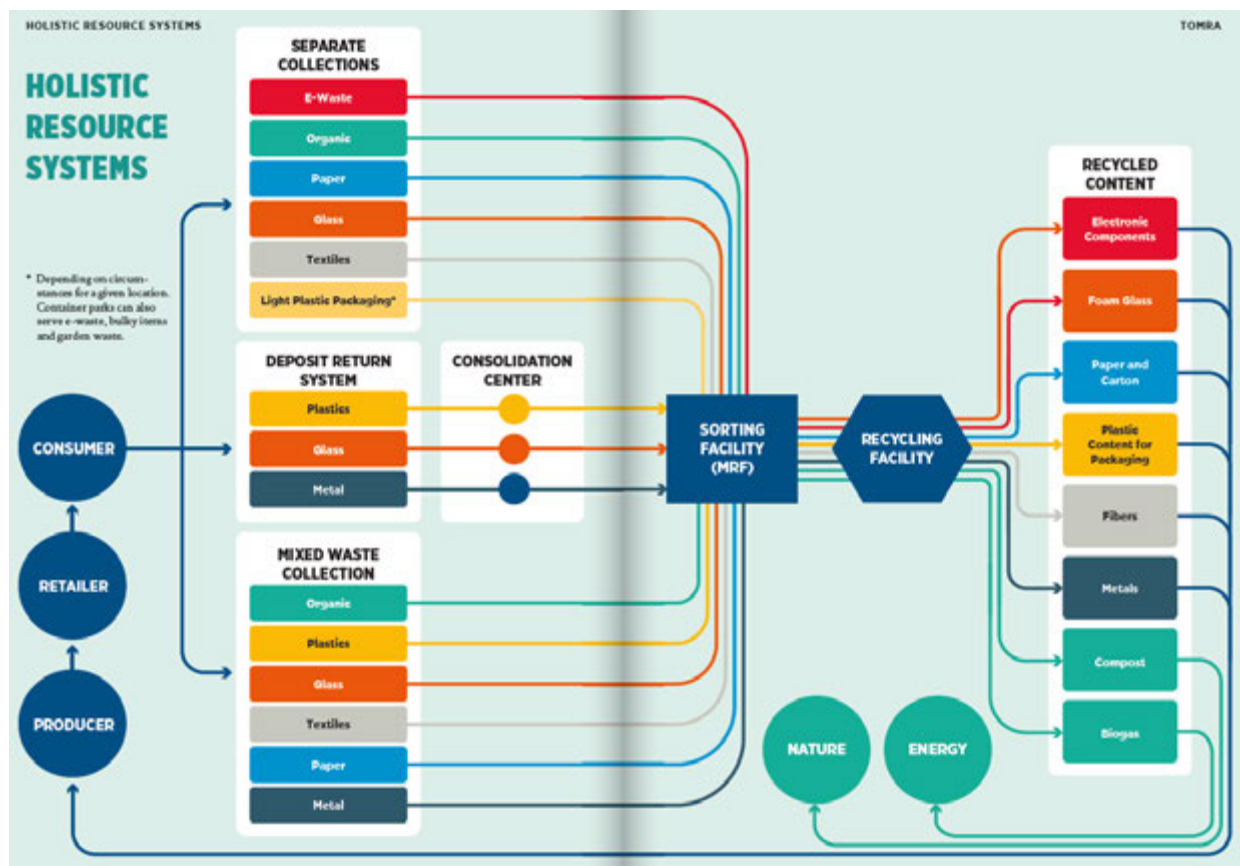 HOLISTIC RESOURCE SYSTEMS
TOMRA
HOLISTIC
RESOURCE
SYSTEMS
* Depending on circum-
stances for a given location.
Container parks can also
serve e-waste, bulky items
and garden waste.
CONSUMER
RETAILER
PRODUCER
SEPARATE
COLLECTIONS
E-Waste
Organic
Paper
Glass
Textiles
Light Plastic Packaging*
DEPOSIT RETURN
SYSTEM
Plastics
Glass
Metal
CONSOLIDATION
CENTER
MIXED WASTE
COLLECTION
Organic
Plastics
Glass
Textiles
Paper
Metal
SORTING
FACILITY
(MRF)
RECYCLING
FACILITY
NATURE
ENERGY
RECYCLED
CONTENT
Electronic
Components
Foam Glass
Paper and
Carton
Plastic
Content for
Packaging
Fibers
Metals
Compost
Biogas